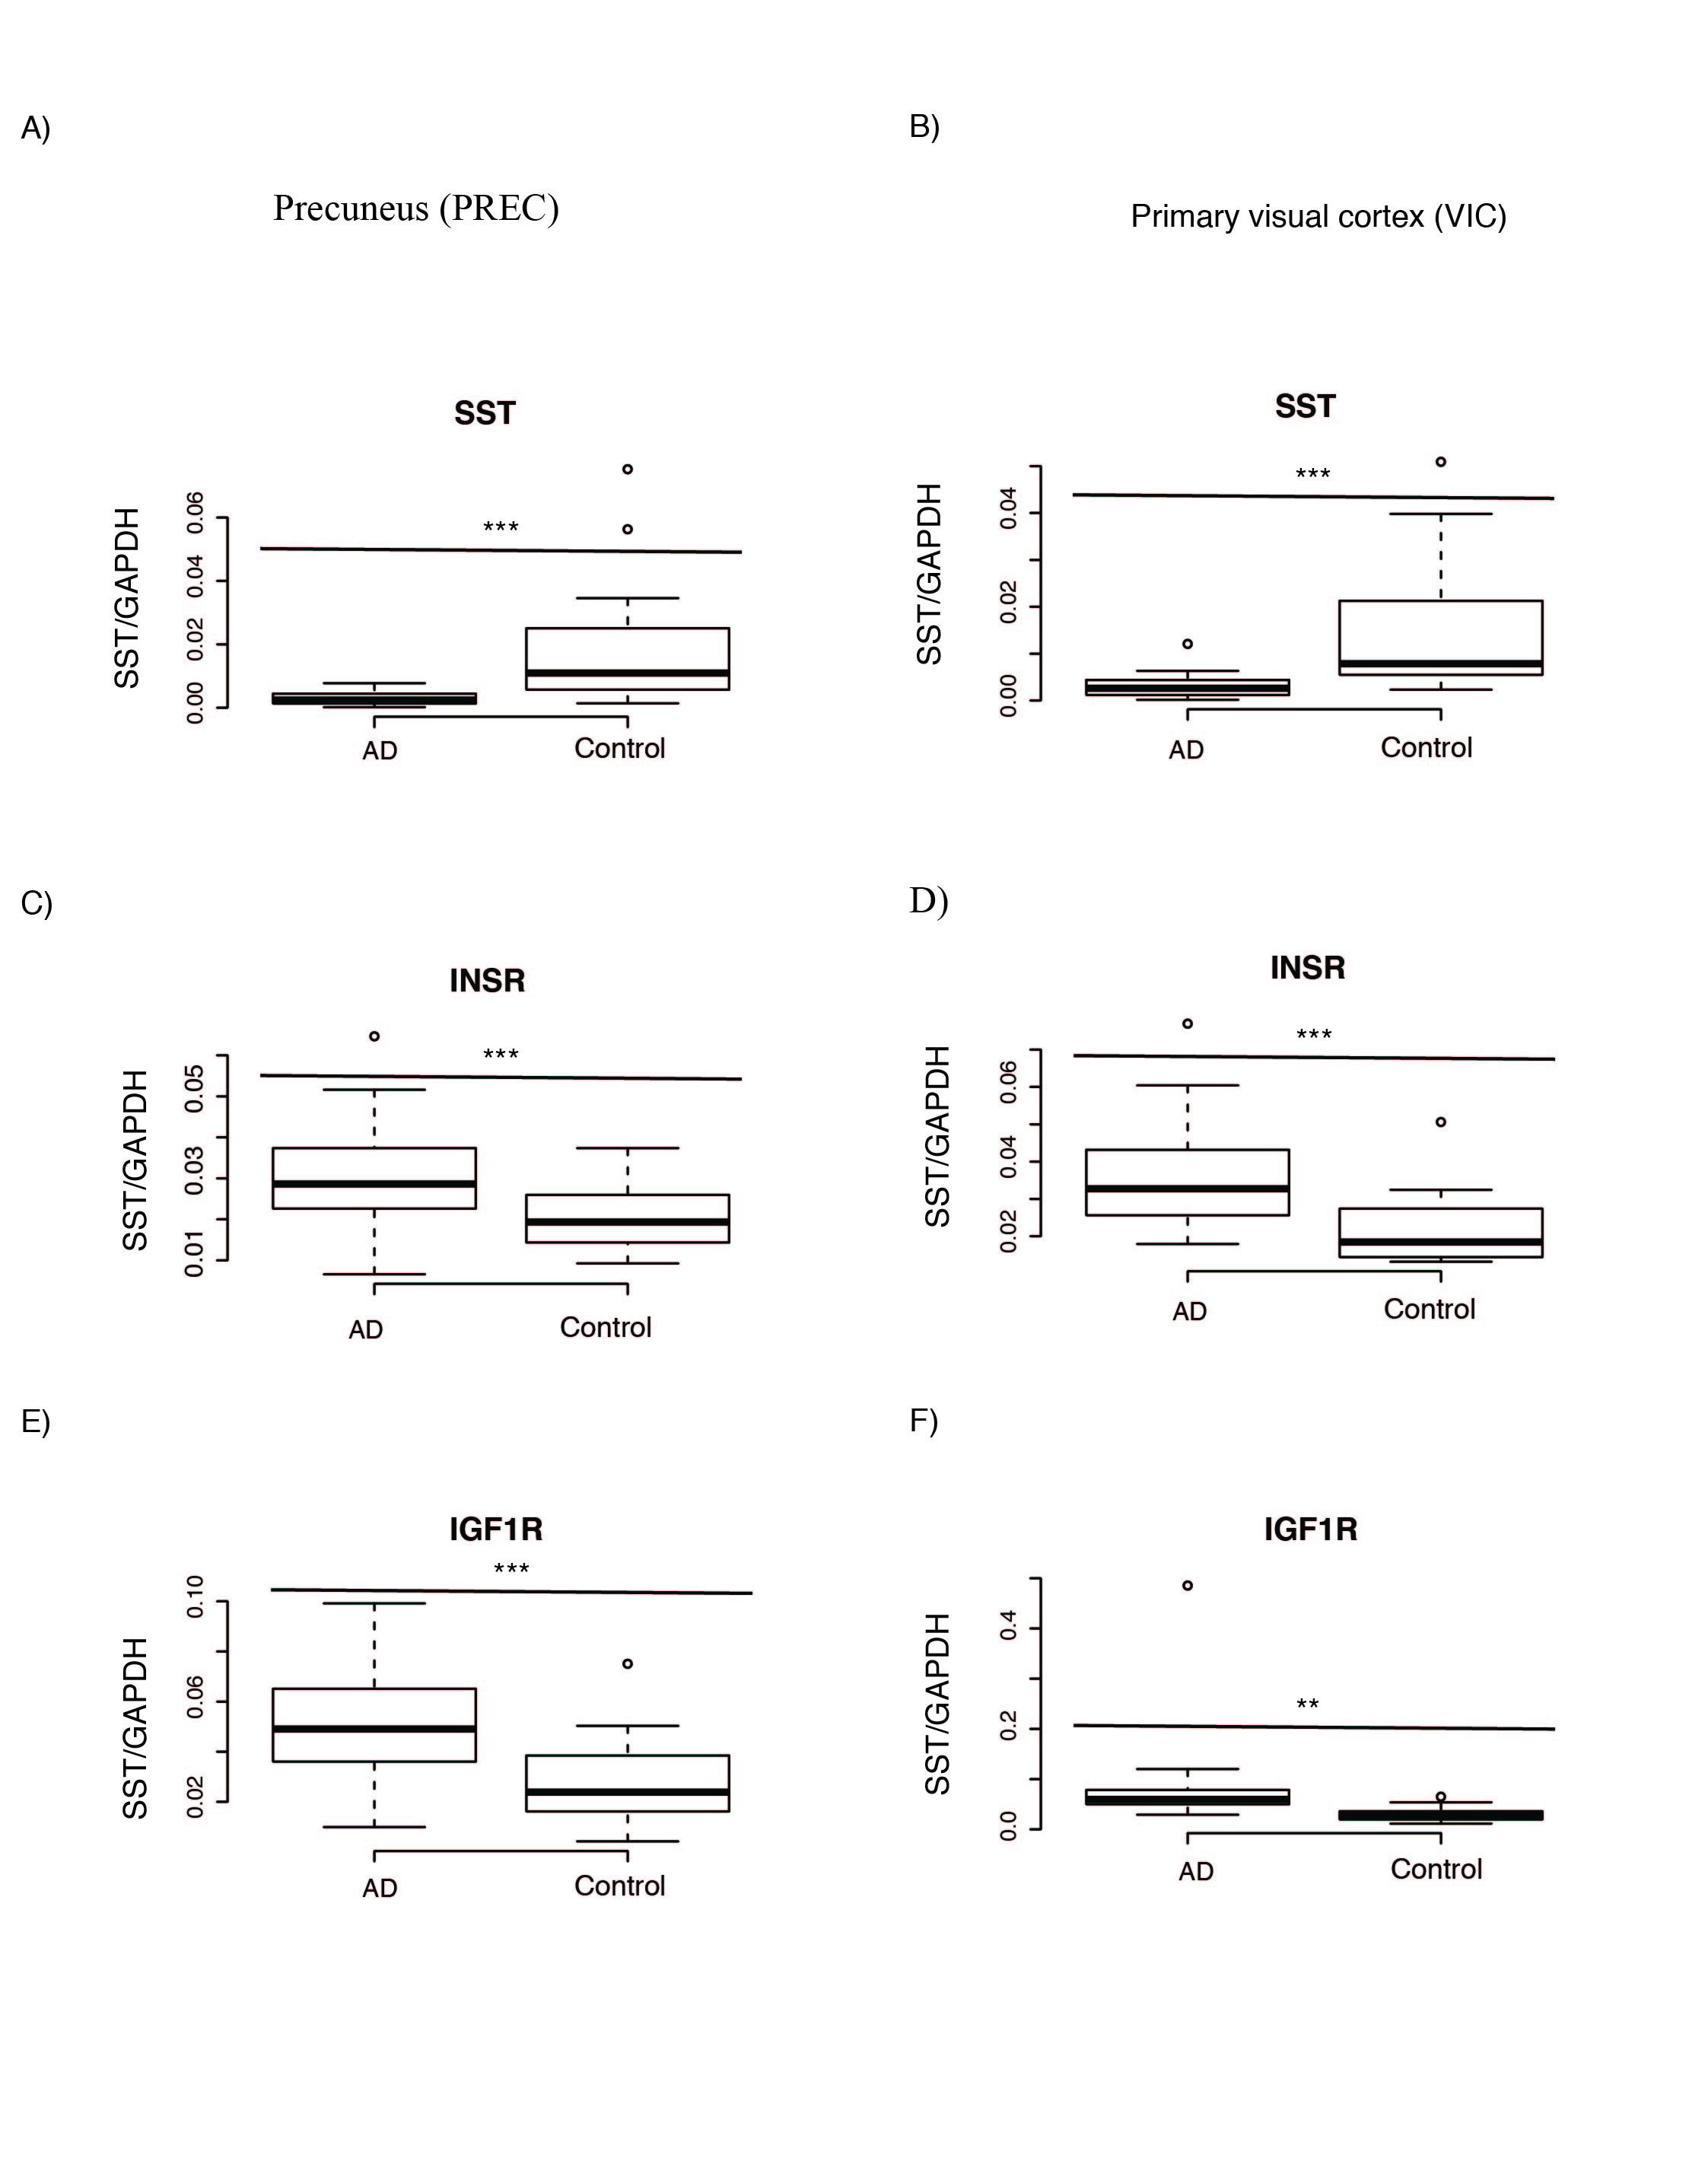 A)
B)
Precuneus (PREC)
Primary visual cortex (VIC)
SST
SST/GAPDH
0.00 0.02 0.04 0.06
***
AD Control
SST
SST/GAPDH
0.00 0.02 0.04
***
AD Control
C)
D)
INSR
SST/GAPDH
0.01 0.03 0.05
***
AD Control
INSR
SST/GAPDH
0.02 0.04 0.06
***
AD Control
E)
F)
IGF1R
SST/GAPDH
0.02 0.06 0.10
***
AD Control
IGF1R
SST/GAPDH
0.0 0.2 0.4
**
AD Control